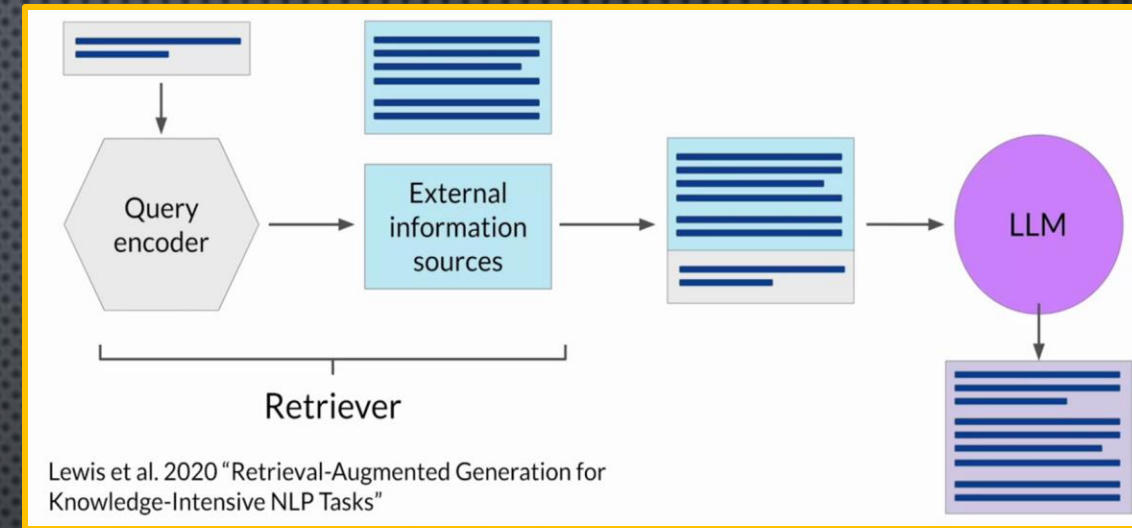 Query
encoder
External
information
sources
LLM
Retriever
Lewis et al. 2020 “Retrieval-Augmented Generation for
Knowledge-Intensive NLP Tasks”